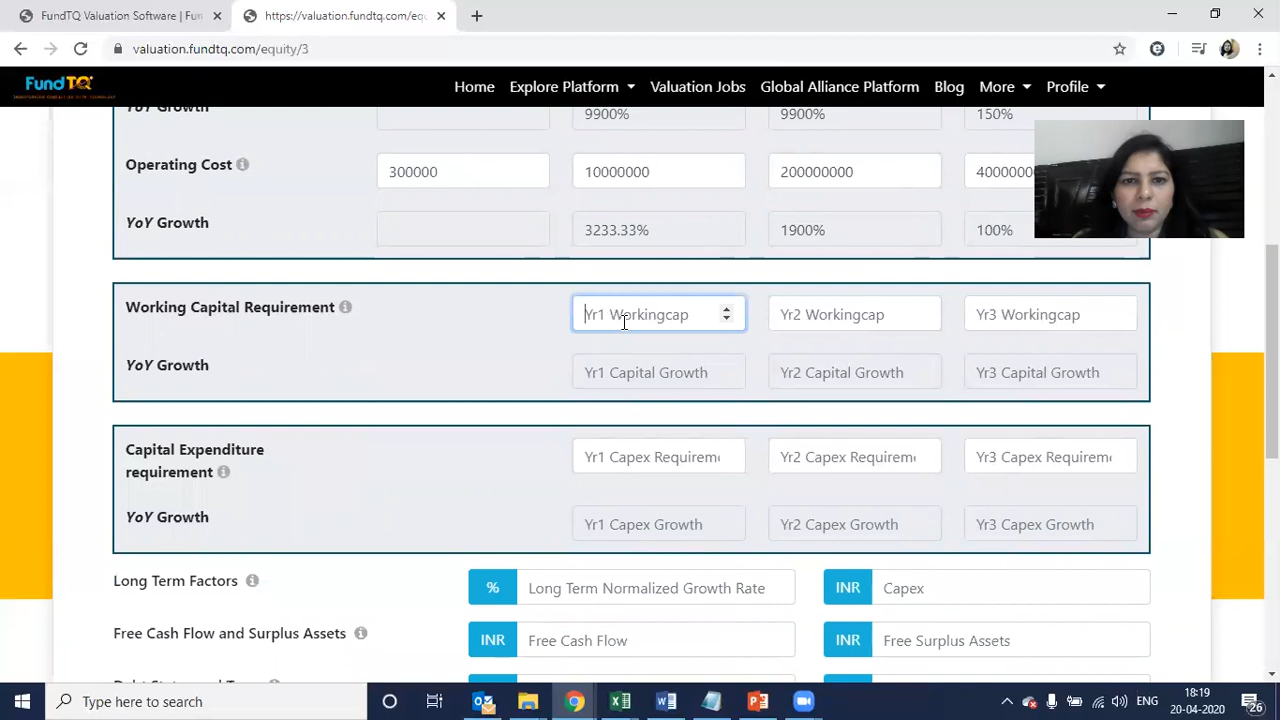 FundTQ Valuation Software | Fun
https://valuation.fundtq.com/equ
valuation.fundtq.com/equity/3
FundTQ
Home Explore Platform Valuation Jobs Global Alliance Platform Blog More Profile
YoY Growth 9900% 9900% 150%
Operating Cost 300000 10000000 200000000 40000000
YoY Growth 3233.33% 1900% 100%
Working Capital Requirement Yr1 Workingcap Yr2 Workingcap Yr3 Workingcap
YoY Growth Yr1 Capital Growth Yr2 Capital Growth Yr3 Capital Growth
Capital Expenditure
requirement Yr1 Capex Requirem Yr2 Capex Requirem Yr3 Capex Requirem
YoY Growth Yr1 Capex Growth Yr2 Capex Growth Yr3 Capex Growth
Long Term Factors % Long Term Normalized Growth Rate INR Capex
Free Cash Flow and Surplus Assets INR Free Cash Flow INR Free Surplus Assets
Type here to search
ENG
18:19
20-04-2020
26